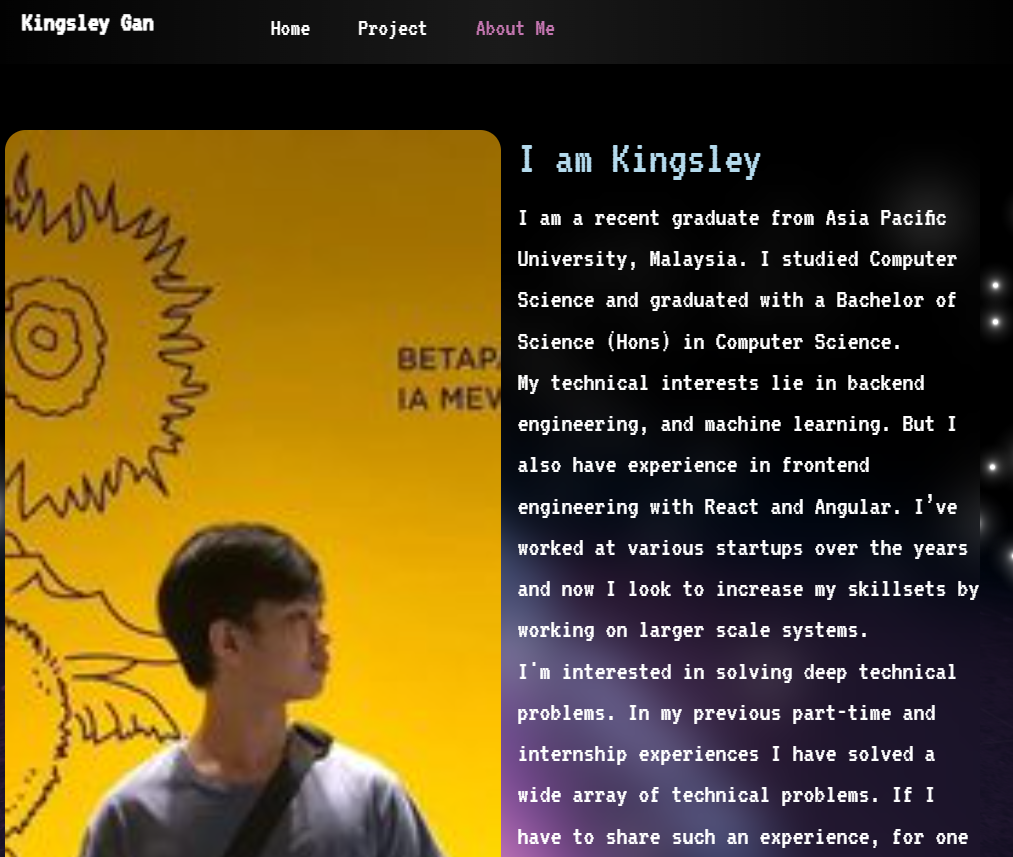 Kingsley Gan
Home Project About Me
BETAPA
IA MEW
I am Kingsley
I am a recent graduate from Asia Pacific
University, Malaysia. I studied Computer
Science and graduated with a Bachelor of
Science (Hons) in Computer Science.
My technical interests lie in backend
engineering, and machine learning. But I
also have experience in frontend
engineering with React and Angular. I’ve
worked at various startups over the years
and now I look to increase my skillsets by
working on larger scale systems.
I'm interested in solving deep technical
problems. In my previous part-time and
internship experiences I have solved a
wide array of technical problems. If I
have to share such an experience, for one